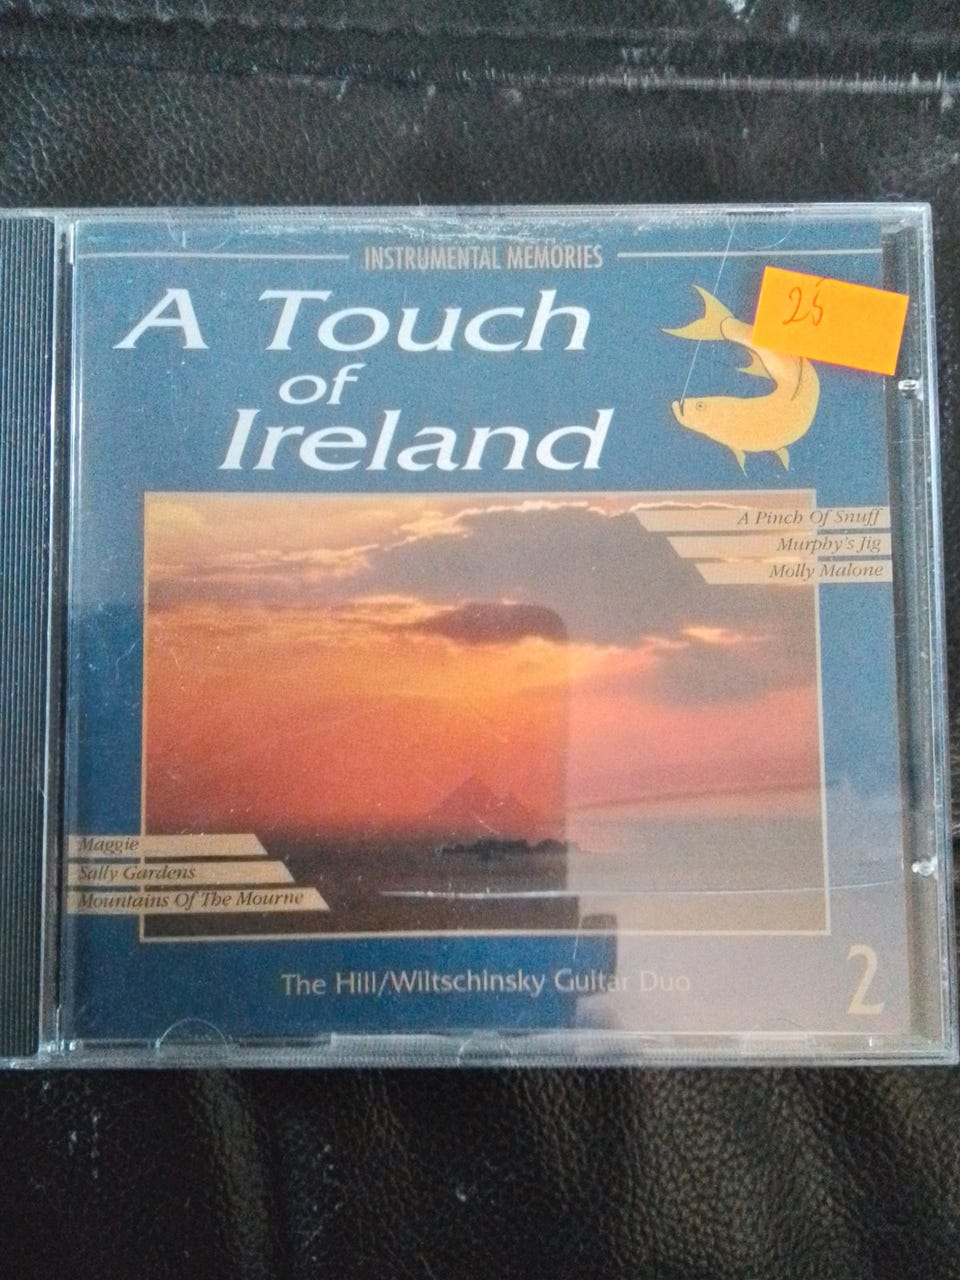 INSTRUMENTAL MEMORIES
A Touch
of
Ireland
25
A Pinch Of Snuff
Murphy's Jig
Molly Malone
Maggie
Sally Gardens
Mountains Of The Mourne
The Hill/Wiltschinsky Guitar Duo
2